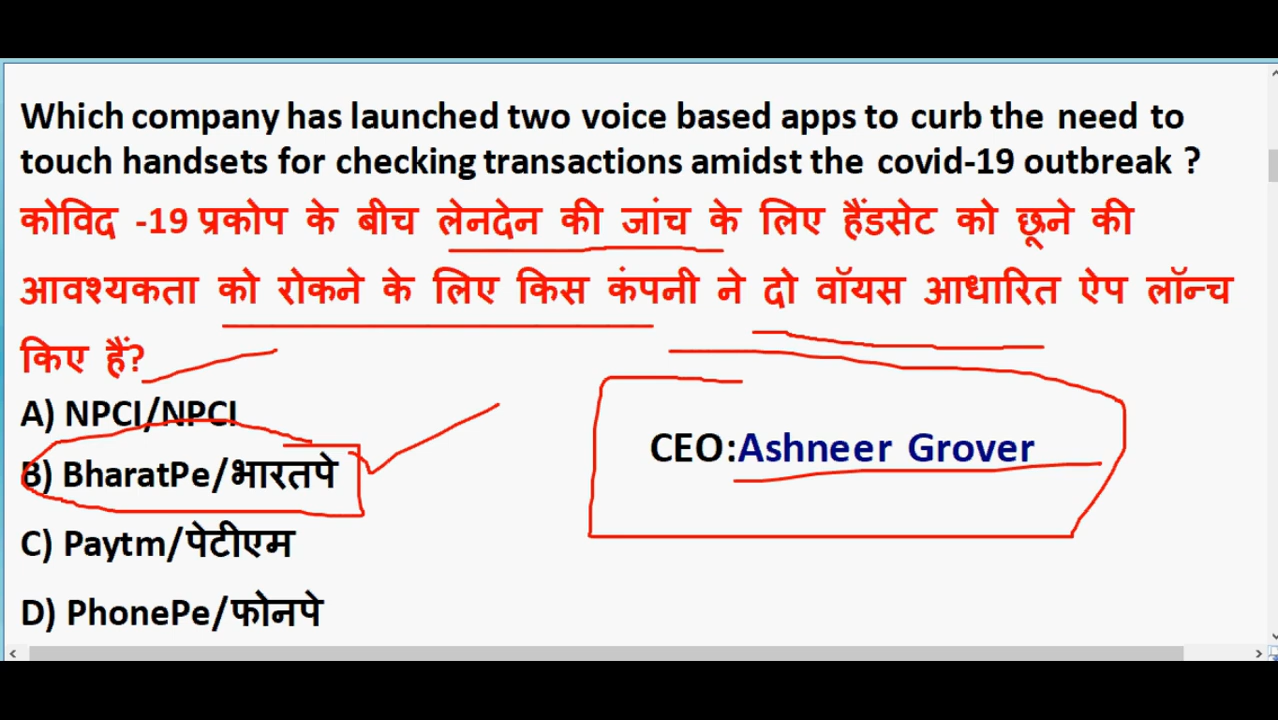 Which company has launched two voice based apps to curb the need to
touch handsets for checking transactions amidst the covid-19 outbreak ?
कोविद -19 प्रकोप के बीच लेनदेन की जांच के लिए हैंडसेट को छूने की
आवश्यकता को रोकने के लिए किस कंपनी ने दो वॉयस आधारित ऐप लॉन्च
किए हैं?
A) NPCI/NPCI
B) BharatPe/भारतपे
CEO:Ashneer Grover
C) Paytm/पेटीएम
D) PhonePe/फोनपे